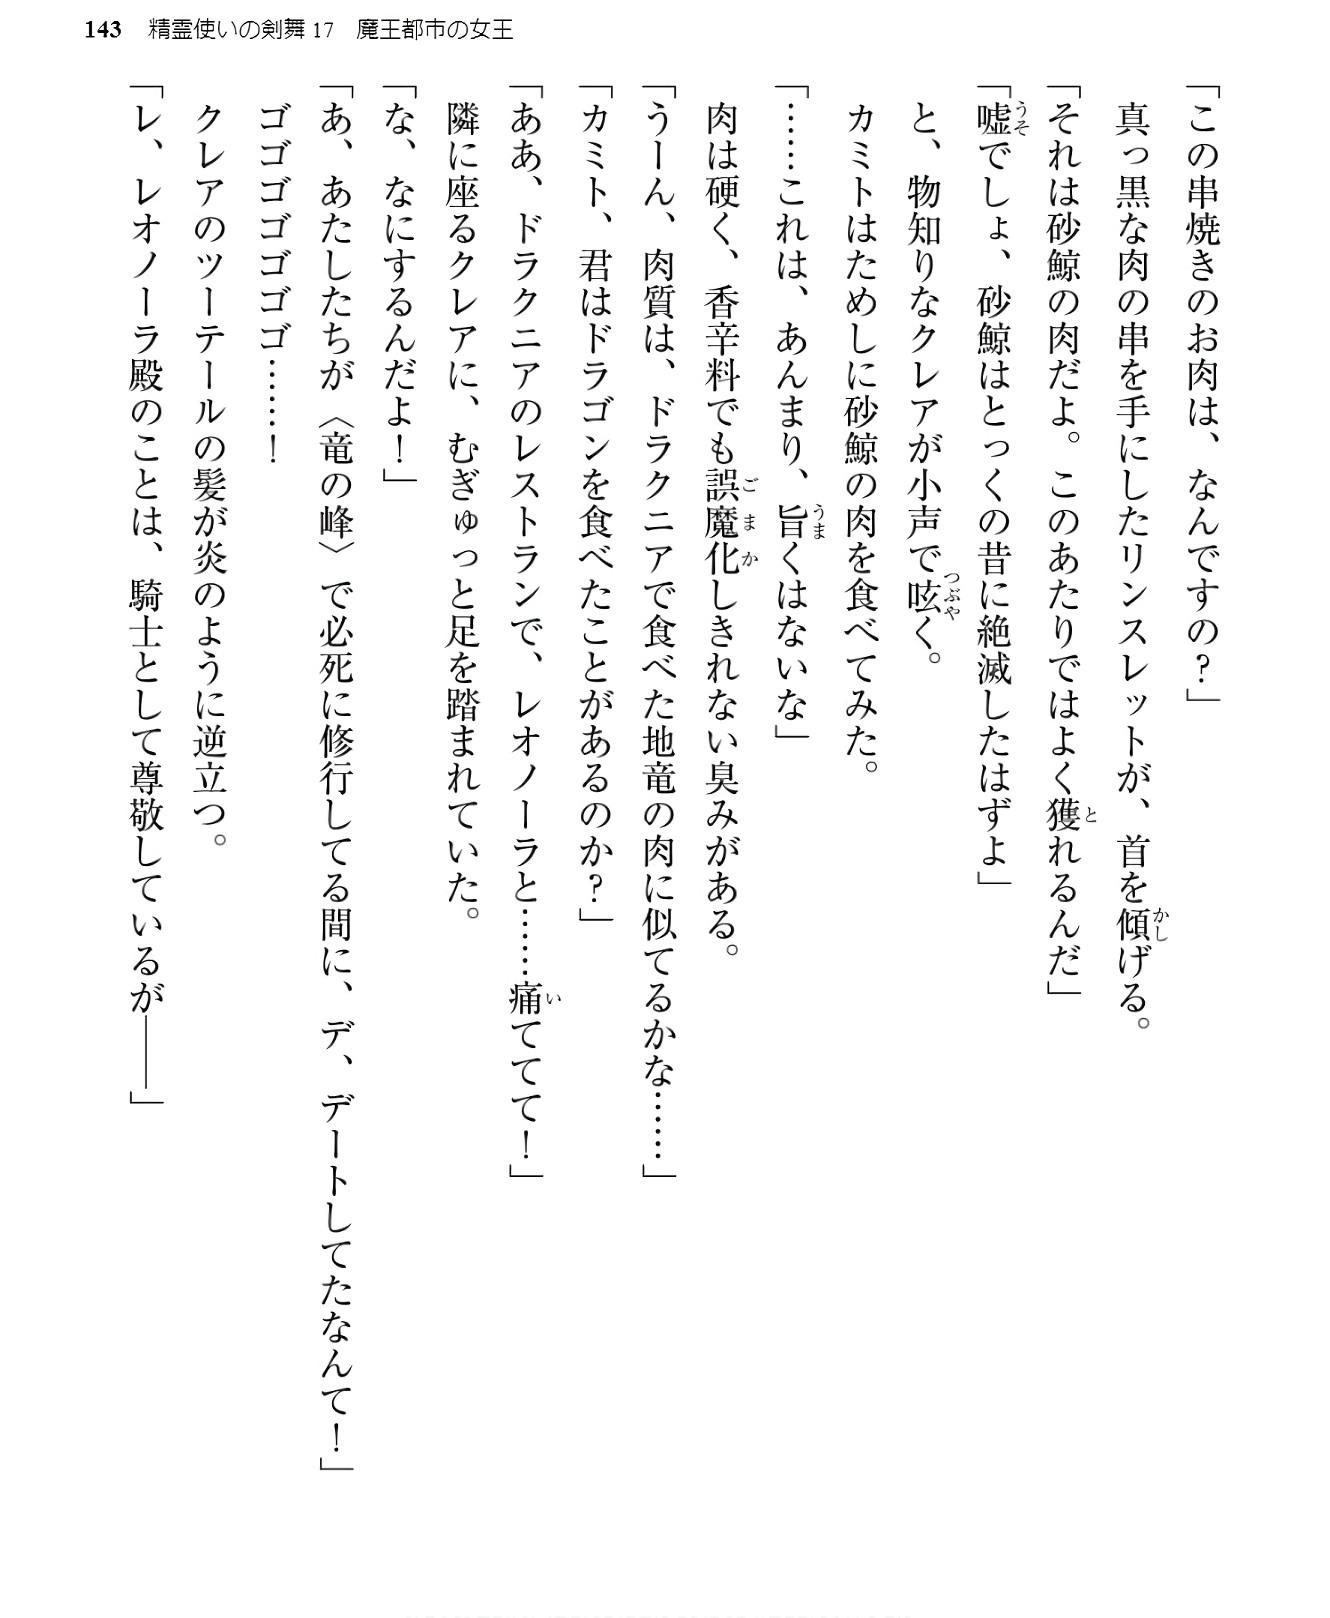 143 精霊使いの剣舞17 魔王都市の女王
「この串焼きのお肉は、なんですの?」
真っ黒な肉の串を手にしたリンスレットが、首を傾げる。
「それは砂鯨の肉だよ。このあたりではよく獲れるんだ」
「嘘でしょ、砂鯨はとっくの昔に絶滅したはずよ」
と、物知りなクレアが小声で呟く。
カミトはためしに砂鯨の肉を食べてみた。
「……これは、あんまり、旨くはないな」
肉は硬く、香辛料でも誤魔化しきれない臭みがある。
「うーん、肉質は、ドラクニアで食べた地竜の肉に似てるかな……」
「カミト、君はドラゴンを食べたことがあるのか?」
「ああ、ドラクニアのレストランで、レオノーラと……痛ててて!」
隣に座るクレアに、むぎゅっと足を踏まれていた。
「な、なにするんだよ!」
「あ、あたしたちが〈竜の峰〉で必死に修行してる間に、デ、デートしてたなんて!」
ゴゴゴゴゴゴゴ……!
クレアのツーテールの髪が炎のように逆立つ。
「レ、レオノーラ殿のことは、騎士として尊敬しているが――」